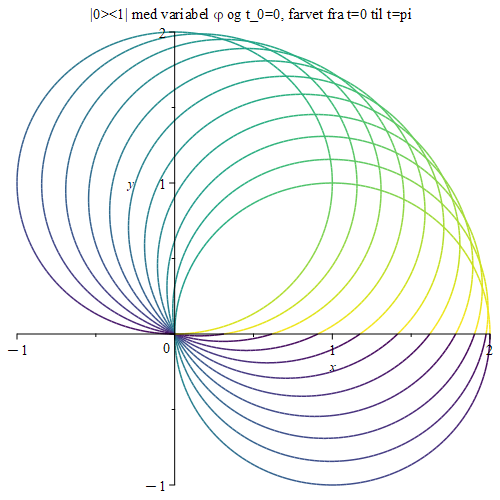 |0><1| med variabel φ og t_0=0, farvet fra t=0 til t=pi
2
y
1
−1
0
1
2
x
−1